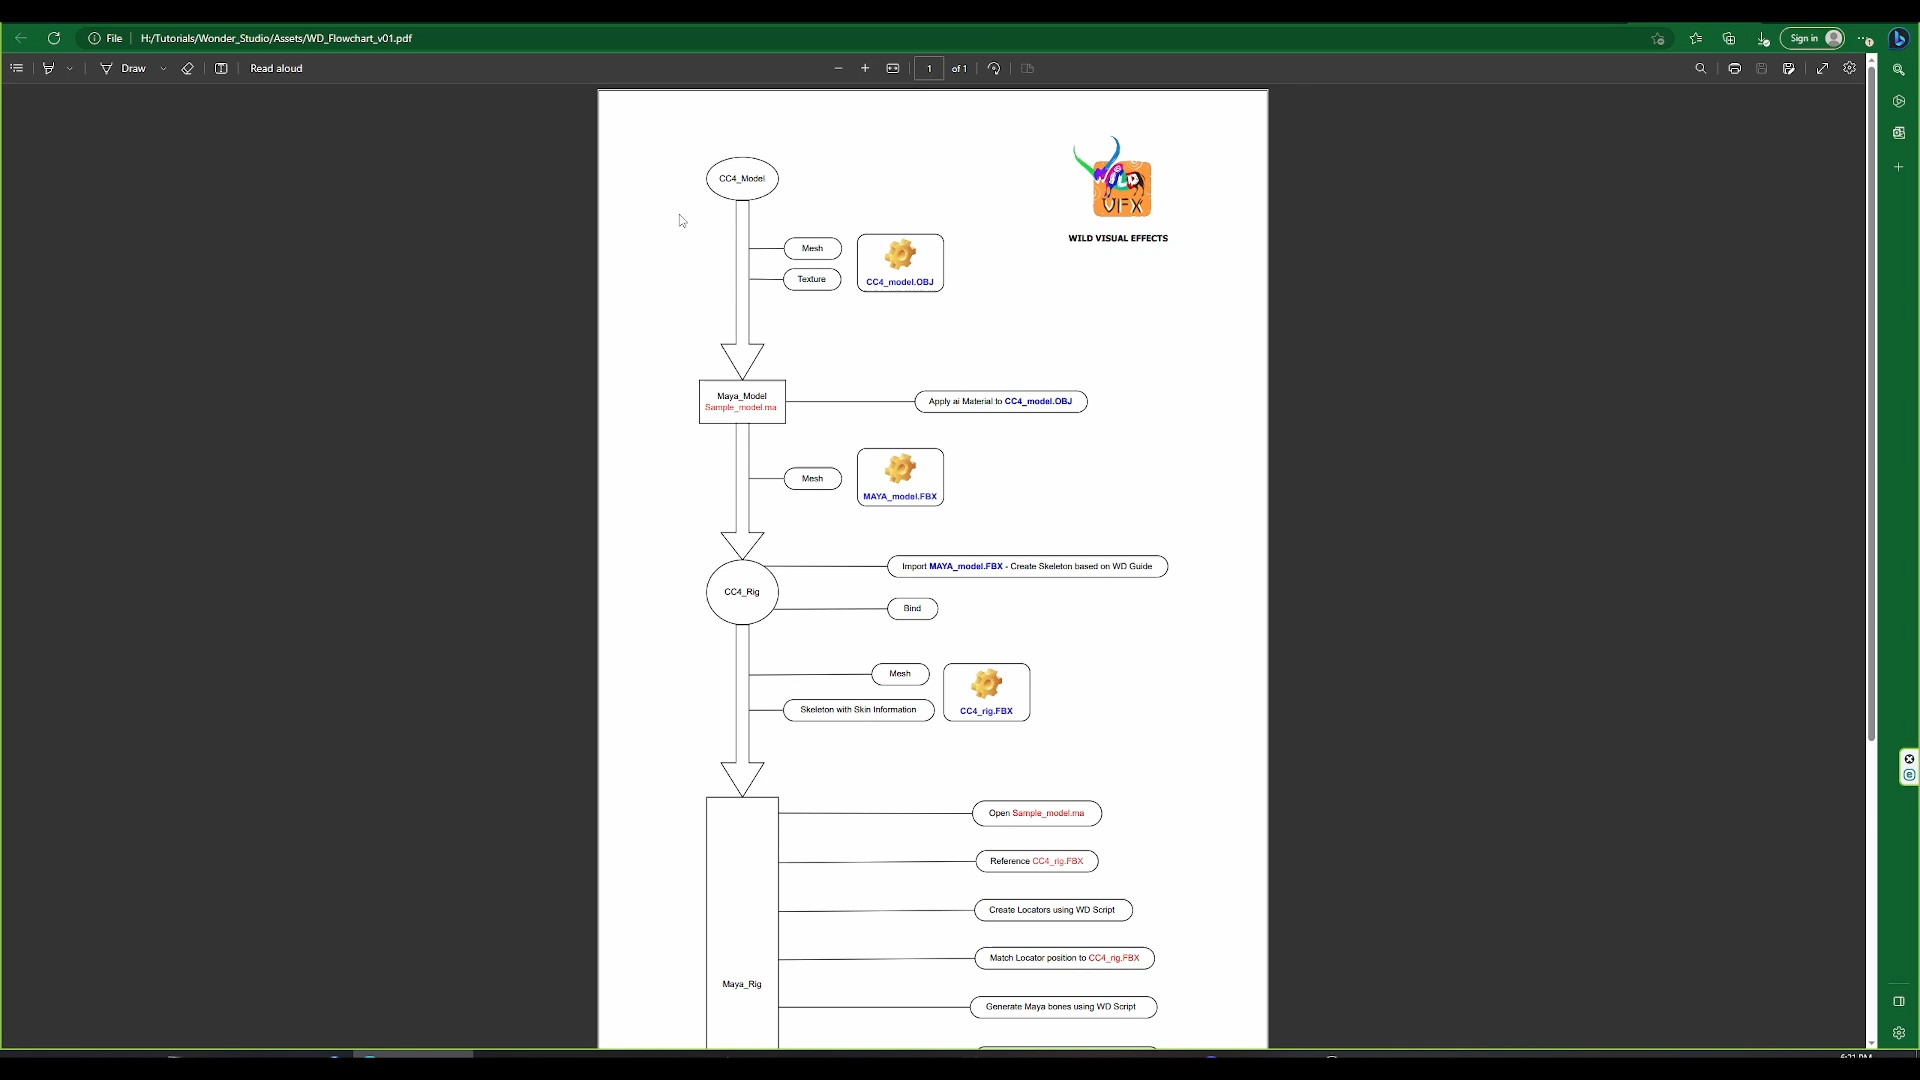 File
H:/Tutorials/Wonder_Studio/Assets/WD_Flowchart_v01.pdf
Sign in
Draw
Read aloud
1 of 1
CC4_Model
WILD
VFX
WILD VISUAL EFFECTS
Mesh
Texture
CC4_model.OBJ
Maya_Model
Sample_model.ma
Apply ai Material to CC4_model.OBJ
Mesh
MAYA_model.FBX
Import MAYA_model.FBX - Create Skeleton based on WD Guide
CC4_Rig
Bind
Mesh
Skeleton with Skin Information
CC4_rig.FBX
Open Sample_model.ma
Reference CC4_rig.FBX
Create Locators using WD Script
Match Locator position to CC4_rig.FBX
Maya_Rig
Generate Maya bones using WD Script